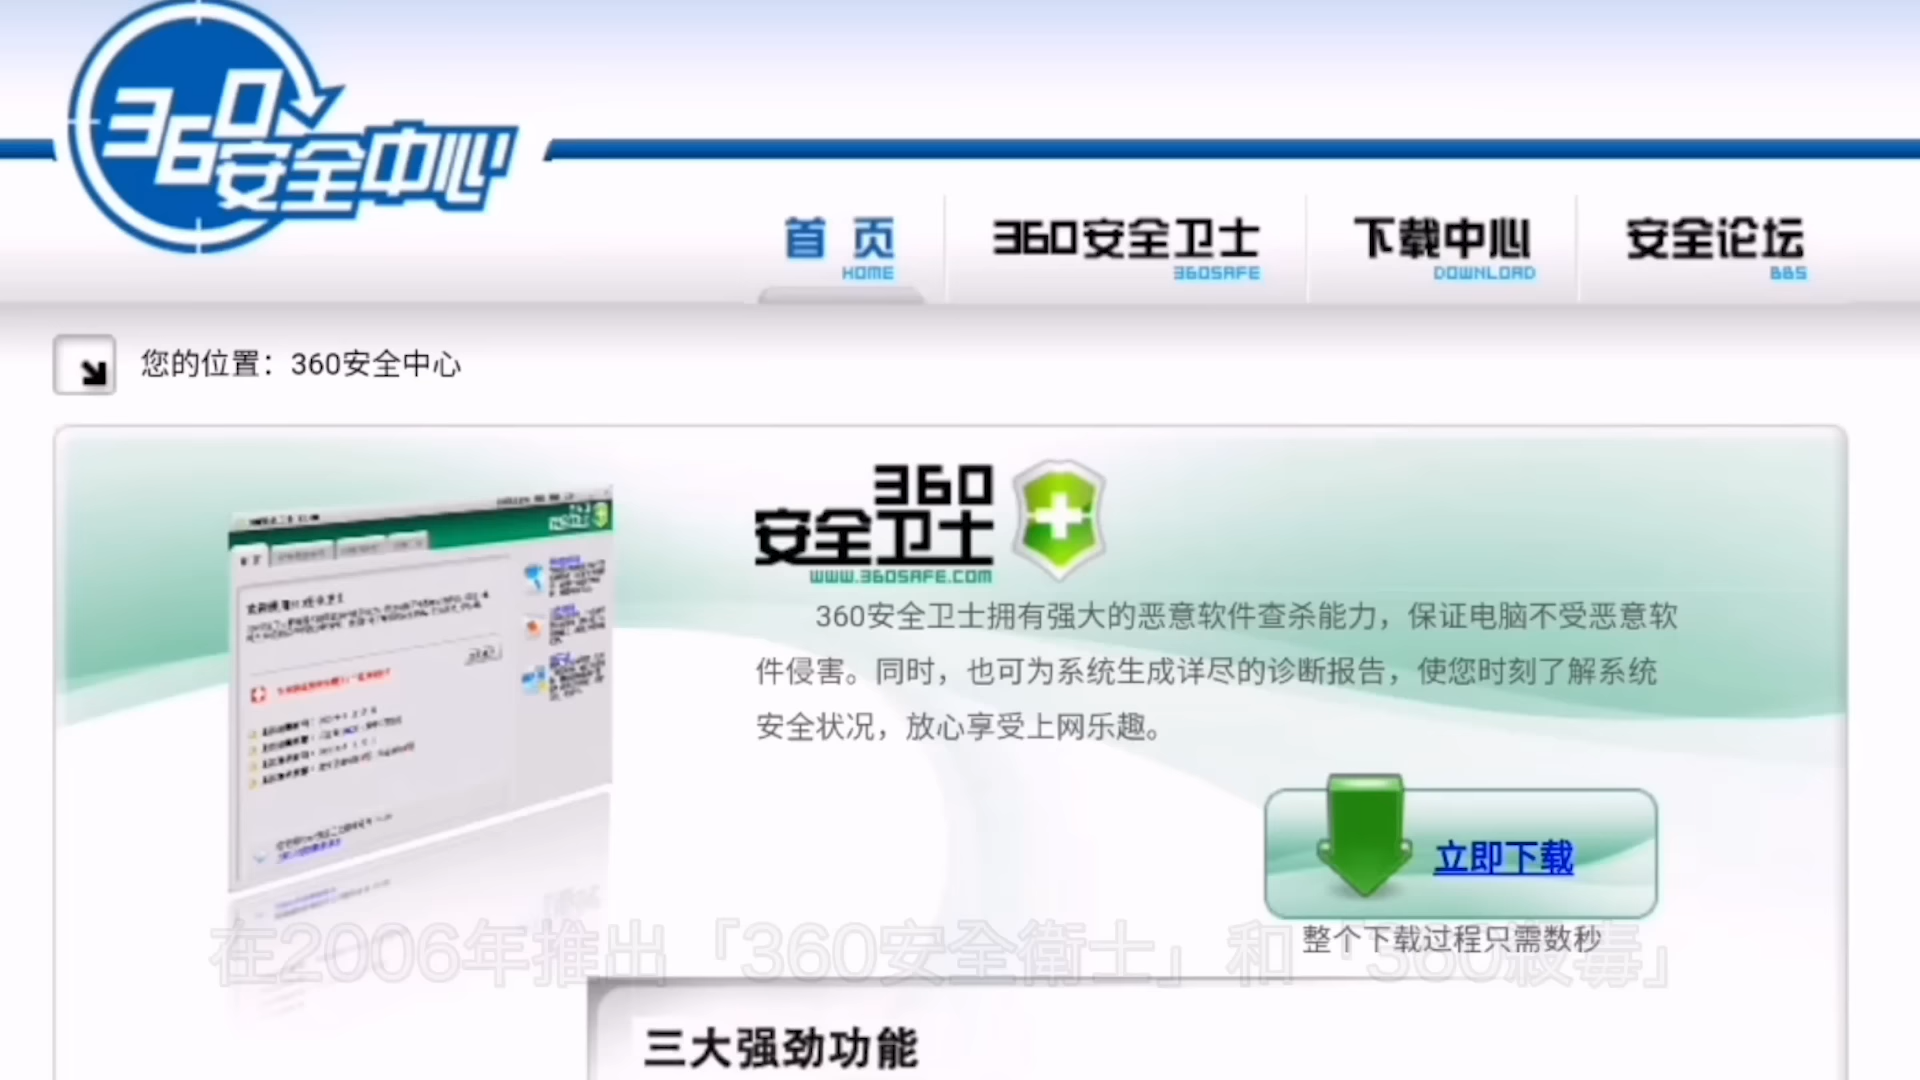 360安全中心
首页
HOME
360安全卫士
360SAFE
下载中心
DOWNLOAD
安全论坛
BBS
您的位置：360安全中心
360
安全卫士
WWW.360SAFE.COM
360安全卫士拥有强大的恶意软件查杀能力，保证电脑不受恶意软
件侵害。同时，也可为系统生成详尽的诊断报告，使您时刻了解系统
安全状况，放心享受上网乐趣。
立即下载
整个下载过程只需数秒
在2006年推出「360安全衛士」和「360殺毒」
三大强劲功能